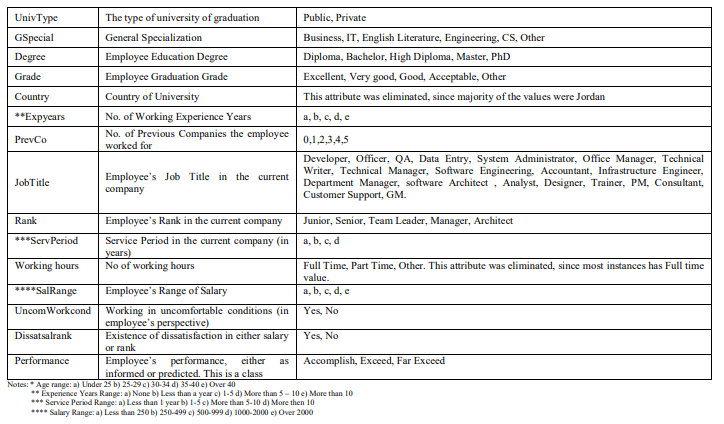 UnivType The type of university of graduation Public, Private
GSpecial General Specialization Business, IT, English Literature, Engineering, CS, Other
Degree Employee Education Degree Diploma, Bachelor, High Diploma, Master, PhD
Grade Employee Graduation Grade Excellent, Very good, Good, Acceptable, Other
Country Country of University This attribute was eliminated, since majority of the values were Jordan
**Expyears No. of Working Experience Years a, b, c, d, e
PrevCo No. of Previous Companies the employee worked for 0,1,2,3,4,5
JobTitle Employee's Job Title in the current company Developer, Officer, QA, Data Entry, System Administrator, Office Manager, Technical
Writer, Technical Manager, Software Engineering, Accountant, Infrastructure Engineer,
Department Manager, software Architect , Analyst, Designer, Trainer, PM, Consultant,
Customer Support, GM.
Rank Employee's Rank in the current company Junior, Senior, Team Leader, Manager, Architect
***ServPeriod Service Period in the current company (in years) a, b, c, d
Working hours No of working hours Full Time, Part Time, Other. This attribute was eliminated, since most instances has Full time
value.
****SalRange Employee's Range of Salary a, b, c, d, e
UncomWorkcond Working in uncomfortable conditions (in employee's perspective) Yes, No
Dissatsalrank Existence of dissatisfaction in either salary or rank Yes, No
Performance Employee's performance, either as informed or predicted. This is a class Accomplish, Exceed, Far Exceed
Notes: * Age range: a) Under 25 b) 25-29 c) 30-34 d) 35-40 e) Over 40
** Experience Years Range: a) None b) Less than a year c) 1-5 d) More than 5 – 10 e) More than 10
*** Service Period Range: a) Less than 1 year b) 1-5 c) More than 5-10 d) More then 10
**** Salary Range: a) Less than 250 b) 250-499 c) 500-999 d) 1000-2000 e) Over 2000